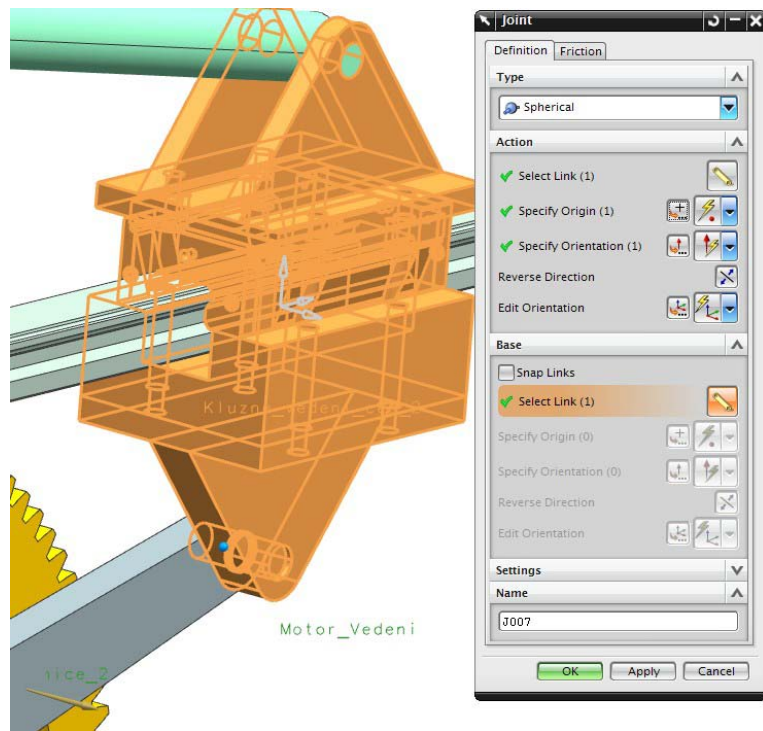 Joint
Definition
Friction
Type
Spherical
Action
Select Link (1)
Specify Origin (1)
Specify Orientation (1)
Reverse Direction
Edit Orientation
Base
Snap Links
Select Link (1)
Specify Origin (0)
Specify Orientation (0)
Reverse Direction
Edit Orientation
Settings
Name
J007
OK
Apply
Cancel
Motor_Vedeni